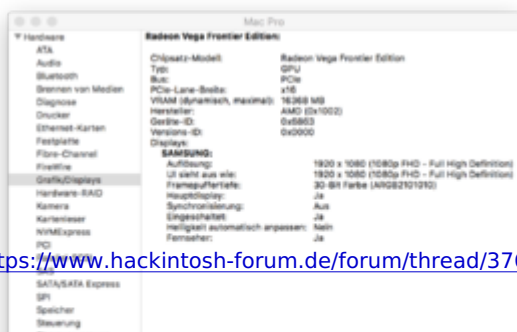 Mac Pro
Hardware
ATA
Audio
Bluetooth
Brennen von Medien
Diagnose
Drucker
Ethernet-Karten
Festplatte
Fibre-Channel
FireWire
Grafik/Displays
Hardware-RAID
Kamera
Kartenleser
NVMExpress
PCI
SAS
SATA/SATA Express
SPI
Speicher
Steuerung
Radeon Vega Frontier Edition:
Chipsatz-Modell: Radeon Vega Frontier Edition
Typ: GPU
Bus: PCIe
PCIe-Lane-Breite: x16
VRAM (dynamisch, maximal): 16368 MB
Hersteller: AMD (0x1002)
Geräte-ID: 0x6863
Versions-ID: 0x0000
Displays:
SAMSUNG:
Auflösung: 1920 x 1080 (1080p FHD - Full High Definition)
UI sieht aus wie: 1920 x 1080 (1080p FHD - Full High Definition)
Framepuffertiefe: 30-Bit Farbe (ARGB2101010)
Hauptdisplay: Ja
Synchronisierung: Aus
Eingeschaltet: Ja
Helligkeit automatisch anpassen: Nein
Fernseher: Ja
tps://www.hackintosh-forum.de/forum/thread/376